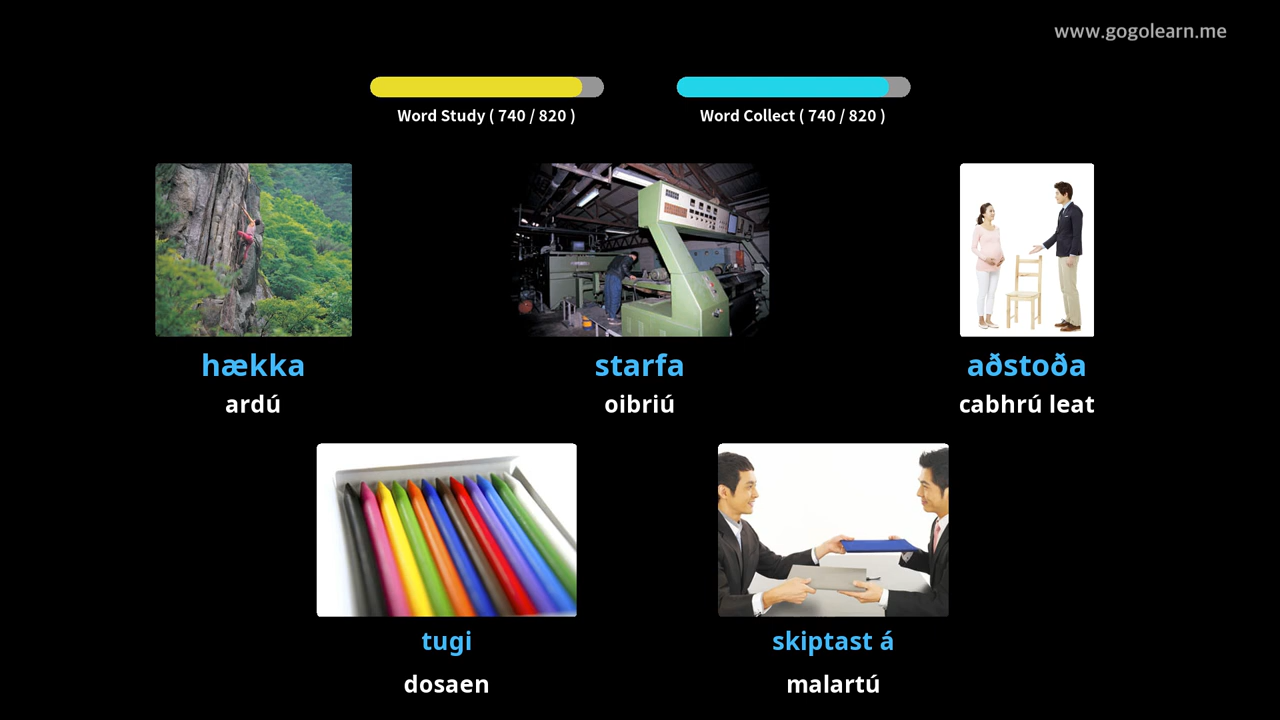 www.gogolearn.me
Word Study ( 740 / 820 )
Word Collect ( 740 / 820 )
hækka
ardú
starfa
oibriú
aðstoða
cabhrú leat
tugi
dosaen
skiptast á
malartú